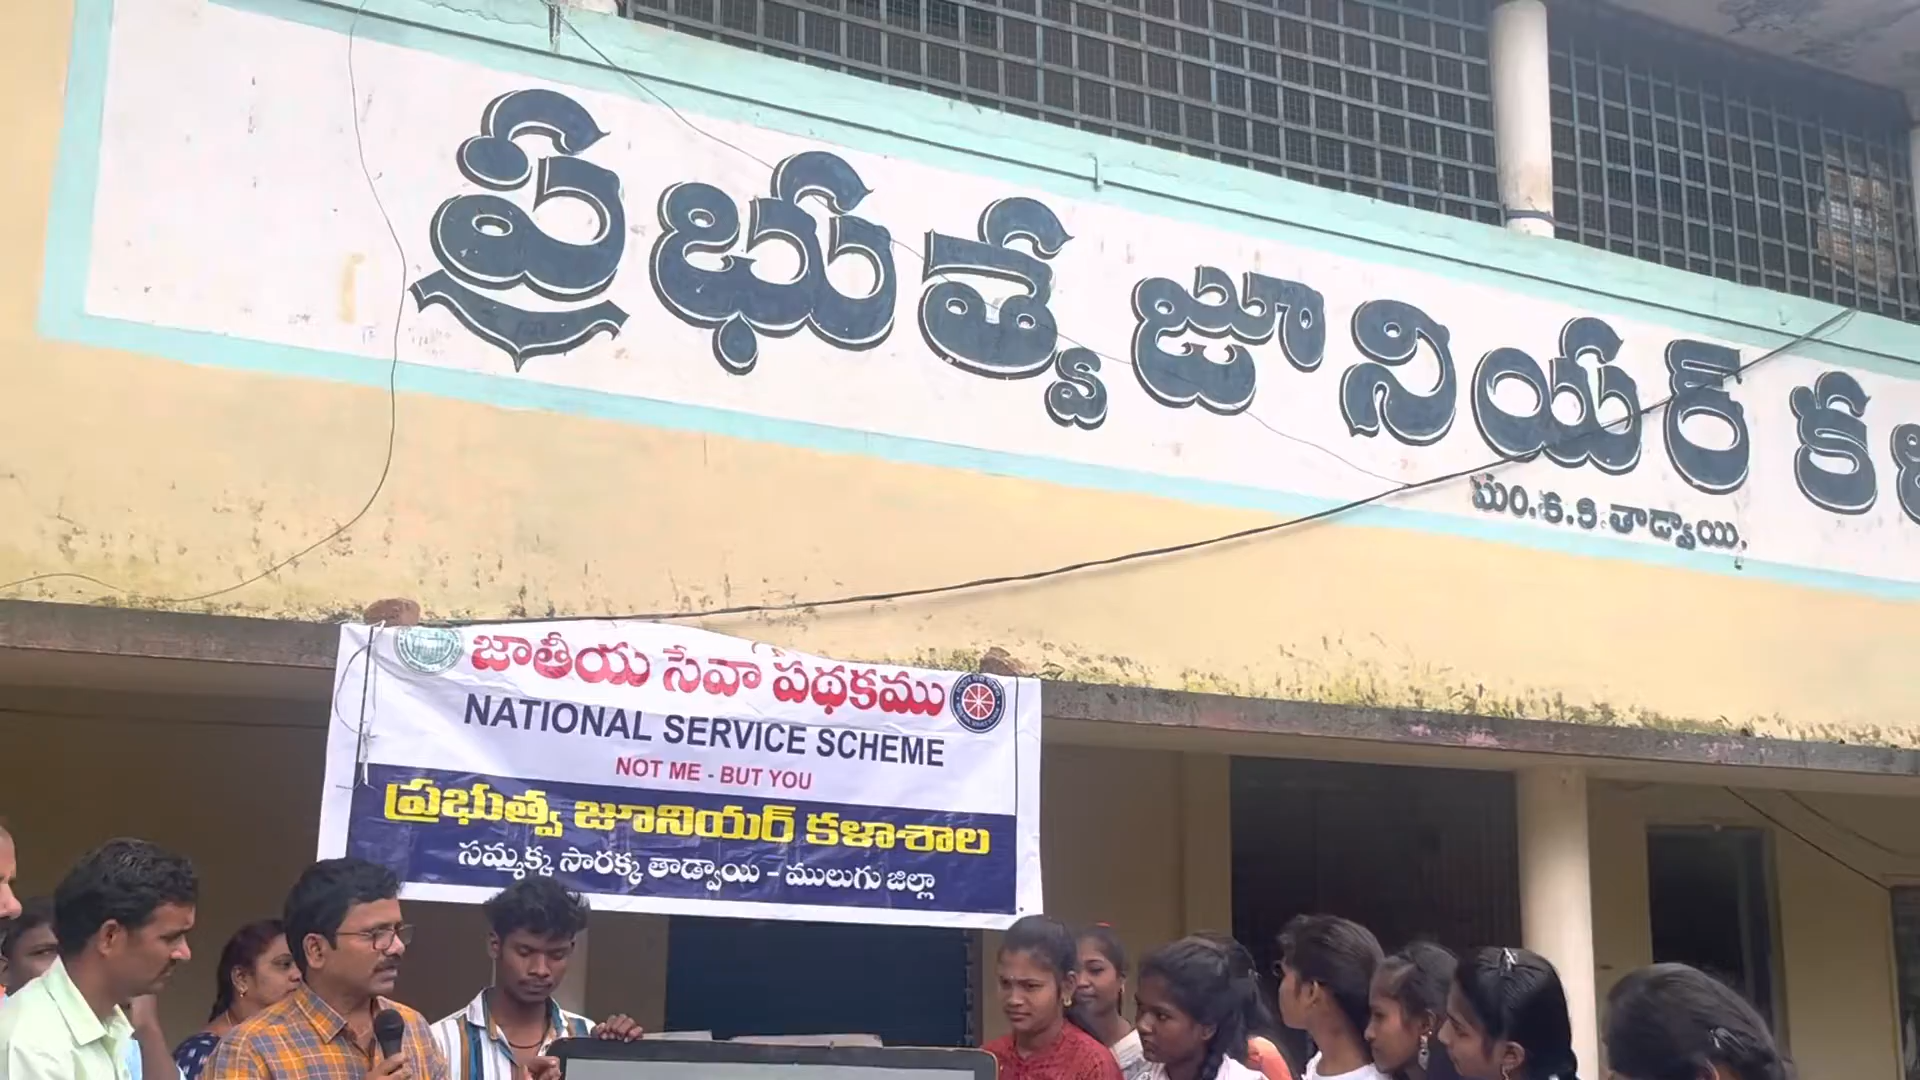 ప్రభుత్వ జూనియర్ క
మం.క.కి తాడ్వాయి.
జాతీయ సేవా పథకము
NATIONAL SERVICE SCHEME
NOT ME - BUT YOU
ప్రభుత్వ జూనియర్ కళాశాల
సమ్మక్క సారక్క తాడ్వాయి - ములుగు జిల్లా